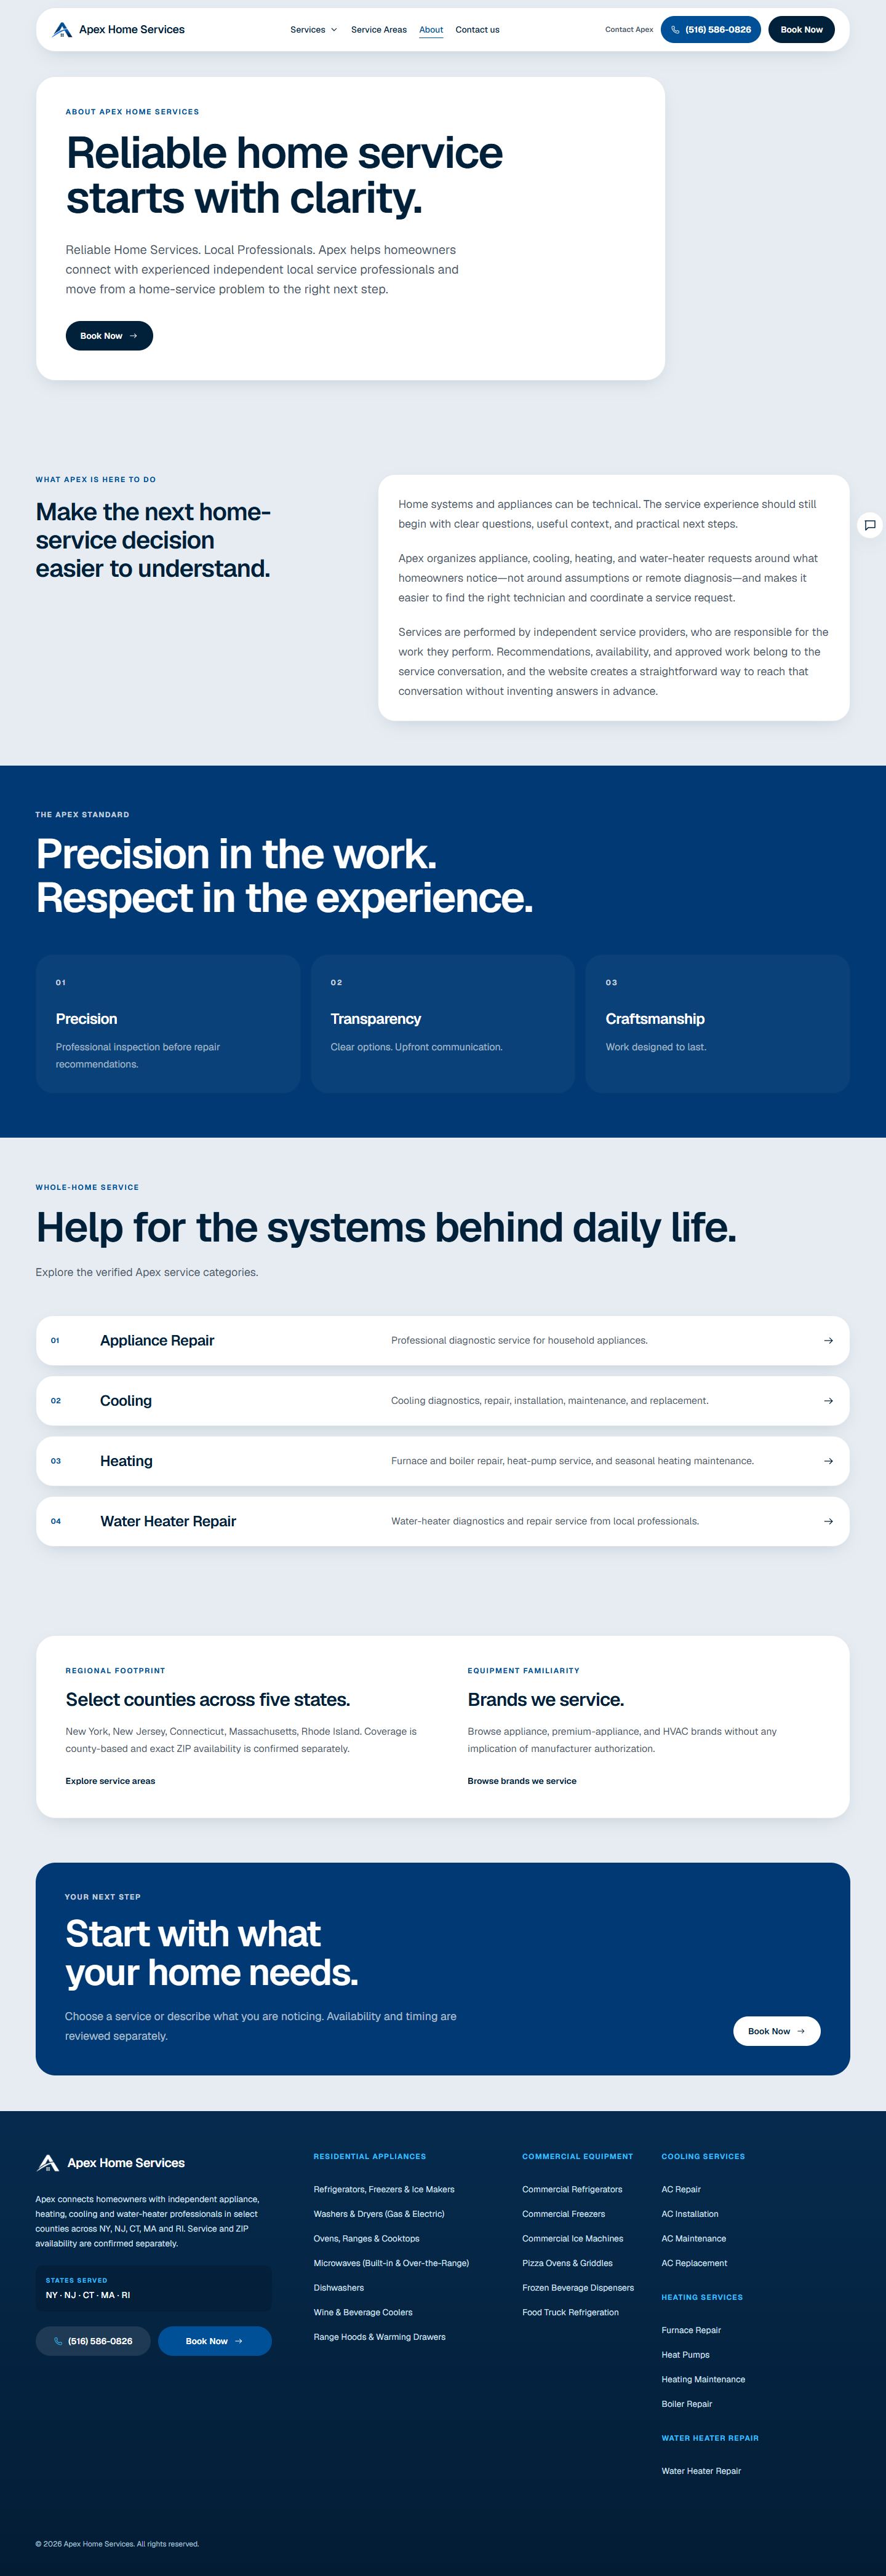 Apex Home Services
Services
Service Areas
About
Contact us
Contact Apex
(516) 586-0826
Book Now
ABOUT APEX HOME SERVICES
Reliable home service
starts with clarity.
Reliable Home Services. Local Professionals. Apex helps homeowners
connect with experienced independent local service professionals and
move from a home-service problem to the right next step.
Book Now
WHAT APEX IS HERE TO DO
Make the next home-
service decision
easier to understand.
Home systems and appliances can be technical. The service experience should still
begin with clear questions, useful context, and practical next steps.
Apex organizes appliance, cooling, heating, and water-heater requests around what
homeowners notice—not around assumptions or remote diagnosis—and makes it
easier to find the right technician and coordinate a service request.
Services are performed by independent service providers, who are responsible for the
work they perform. Recommendations, availability, and approved work belong to the
service conversation, and the website creates a straightforward way to reach that
conversation without inventing answers in advance.
THE APEX STANDARD
Precision in the work.
Respect in the experience.
01
Precision
Professional inspection before repair
recommendations.
02
Transparency
Clear options. Upfront communication.
03
Craftsmanship
Work designed to last.
WHOLE-HOME SERVICE
Help for the systems behind daily life.
Explore the verified Apex service categories.
01
Appliance Repair
Professional diagnostic service for household appliances.
02
Cooling
Cooling diagnostics, repair, installation, maintenance, and replacement.
03
Heating
Furnace and boiler repair, heat-pump service, and seasonal heating maintenance.
04
Water Heater Repair
Water-heater diagnostics and repair service from local professionals.
REGIONAL FOOTPRINT
Select counties across five states.
New York, New Jersey, Connecticut, Massachusetts, Rhode Island. Coverage is
county-based and exact ZIP availability is confirmed separately.
Explore service areas
EQUIPMENT FAMILIARITY
Brands we service.
Browse appliance, premium-appliance, and HVAC brands without any
implication of manufacturer authorization.
Browse brands we service
YOUR NEXT STEP
Start with what
your home needs.
Choose a service or describe what you are noticing. Availability and timing are
reviewed separately.
Book Now
Apex Home Services
Apex connects homeowners with independent appliance,
heating, cooling and water-heater professionals in select
counties across NY, NJ, CT, MA and RI. Service and ZIP
availability are confirmed separately.
STATES SERVED
NY · NJ · CT · MA · RI
(516) 586-0826
Book Now
RESIDENTIAL APPLIANCES
Refrigerators, Freezers & Ice Makers
Washers & Dryers (Gas & Electric)
Ovens, Ranges & Cooktops
Microwaves (Built-in & Over-the-Range)
Dishwashers
Wine & Beverage Coolers
Range Hoods & Warming Drawers
COMMERCIAL EQUIPMENT
Commercial Refrigerators
Commercial Freezers
Commercial Ice Machines
Pizza Ovens & Griddles
Frozen Beverage Dispensers
Food Truck Refrigeration
COOLING SERVICES
AC Repair
AC Installation
AC Maintenance
AC Replacement
HEATING SERVICES
Furnace Repair
Heat Pumps
Heating Maintenance
Boiler Repair
WATER HEATER REPAIR
Water Heater Repair
© 2026 Apex Home Services. All rights reserved.